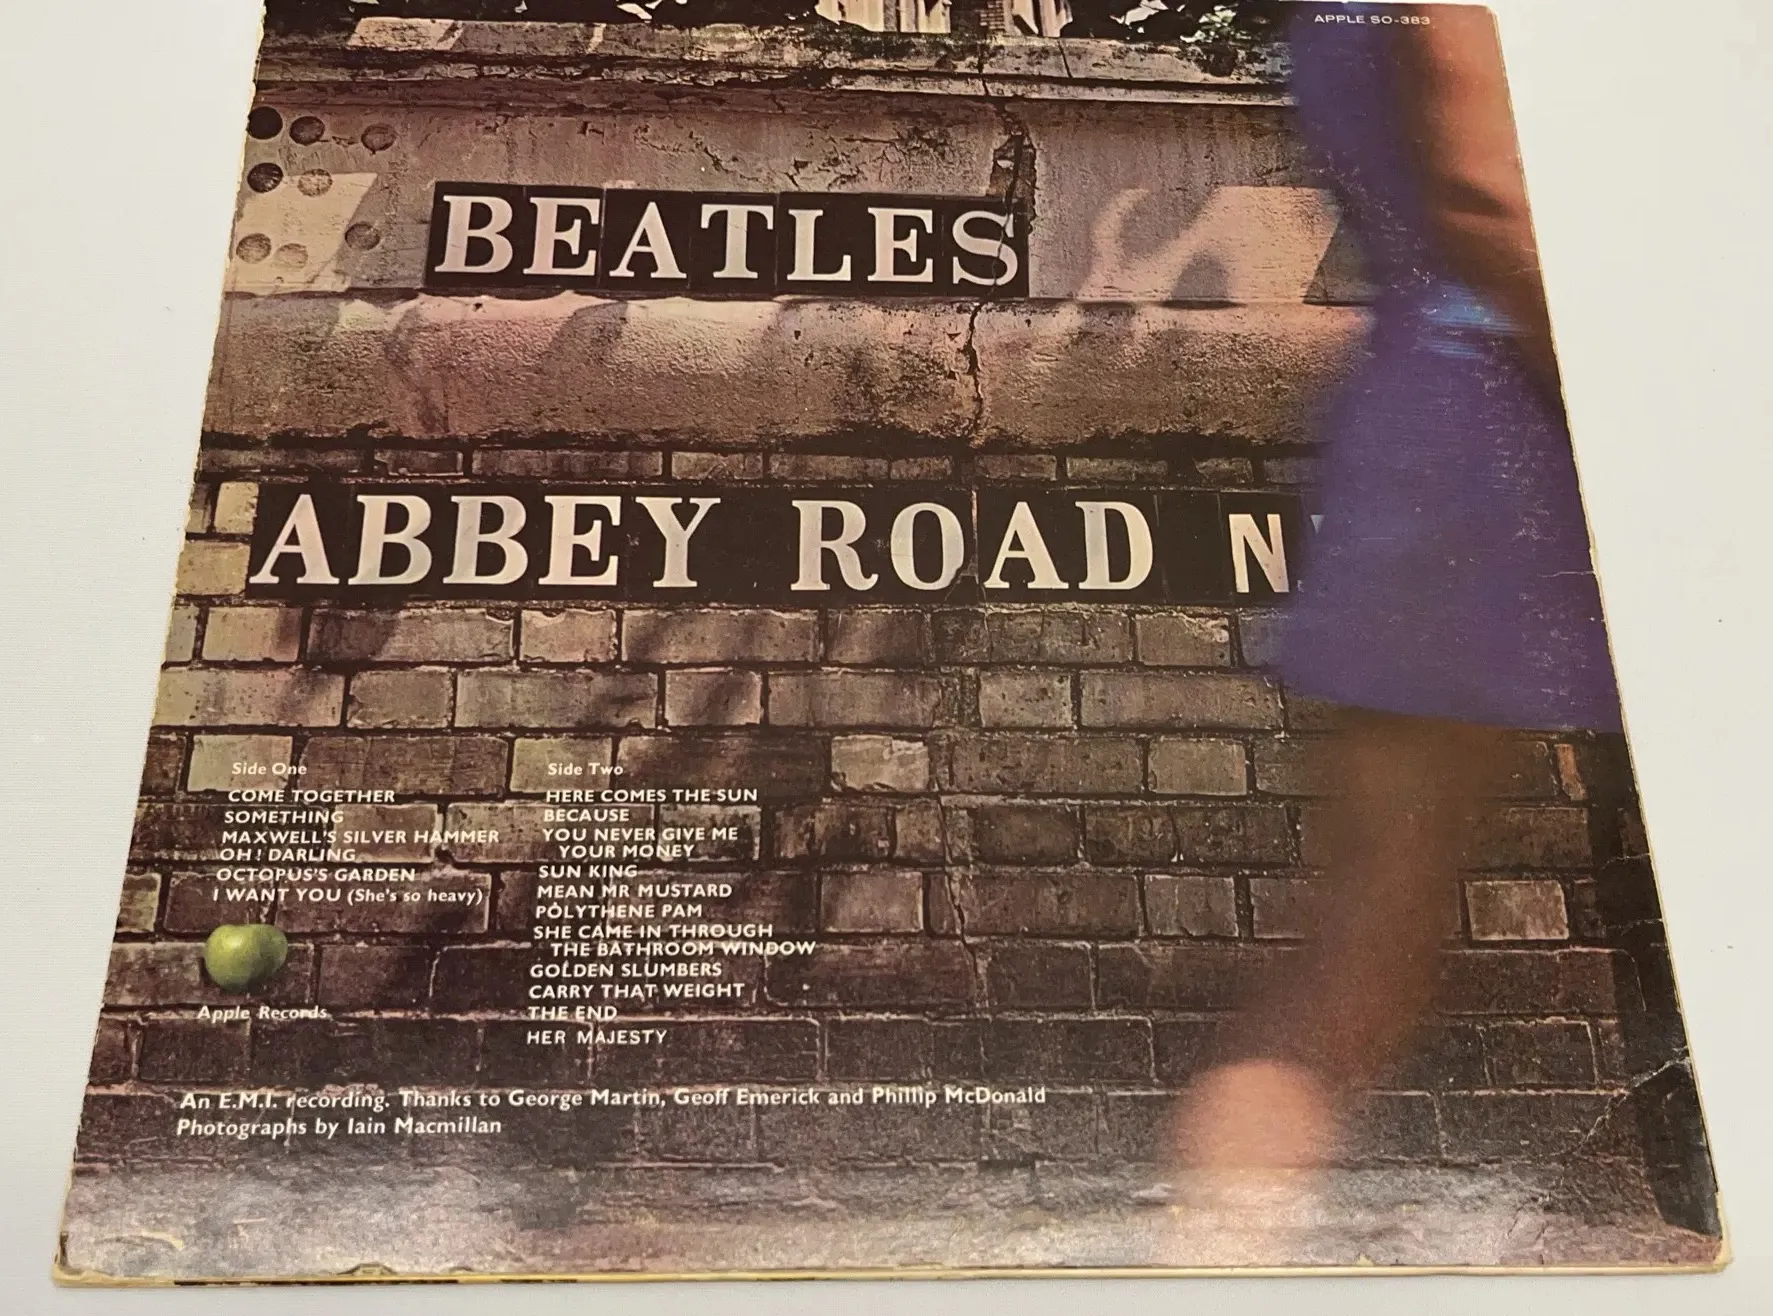 APPLE SO-383
BEATLES
ABBEY ROAD N
Side One
COME TOGETHER
SOMETHING
MAXWELL'S SILVER HAMMER
OH! DARLING
OCTOPUS'S GARDEN
I WANT YOU (She's so heavy)
Apple Records
Side Two
HERE COMES THE SUN
BECAUSE
YOU NEVER GIVE ME
YOUR MONEY
SUN KING
MEAN MR MUSTARD
POLYTHENE PAM
SHE CAME IN THROUGH
THE BATHROOM WINDOW
GOLDEN SLUMBERS
CARRY THAT WEIGHT
THE END
HER MAJESTY
An E.M.I. recording. Thanks to George Martin, Geoff Emerick and Phillip McDonald
Photographs by Iain Macmillan